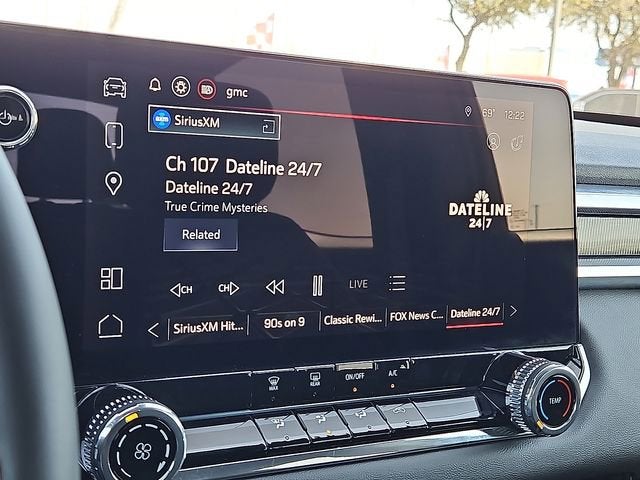 gmc
69° 12:22
SXM SiriusXM
Ch 107 Dateline 24/7
Dateline 24/7
True Crime Mysteries
DATELINE
24|7
Related
CH CH LIVE
SiriusXM Hit... 90s on 9 Classic Rewi... FOX News C... Dateline 24/7
MAX REAR ON/OFF A/C
TEMP